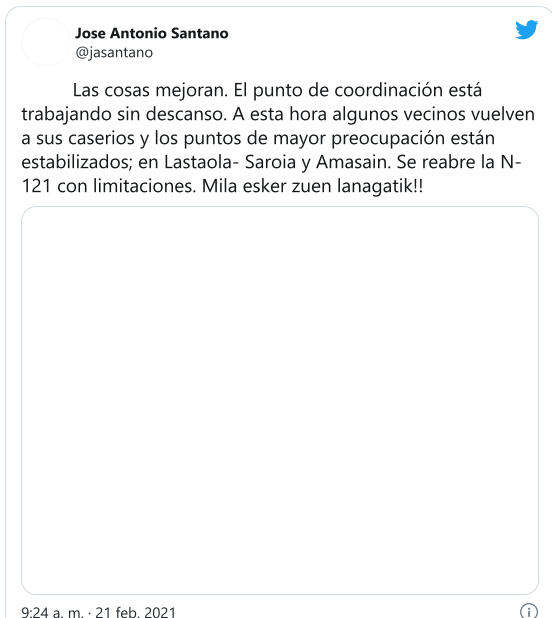 Jose Antonio Santano
@jasantano
Las cosas mejoran. El punto de coordinación está
trabajando sin descanso. A esta hora algunos vecinos vuelven
a sus caserios y los puntos de mayor preocupación están
estabilizados; en Lastaola- Saroia y Amasain. Se reabre la N-
121 con limitaciones. Mila esker zuen lanagatik!!
9:24 a. m. · 21 feb. 2021